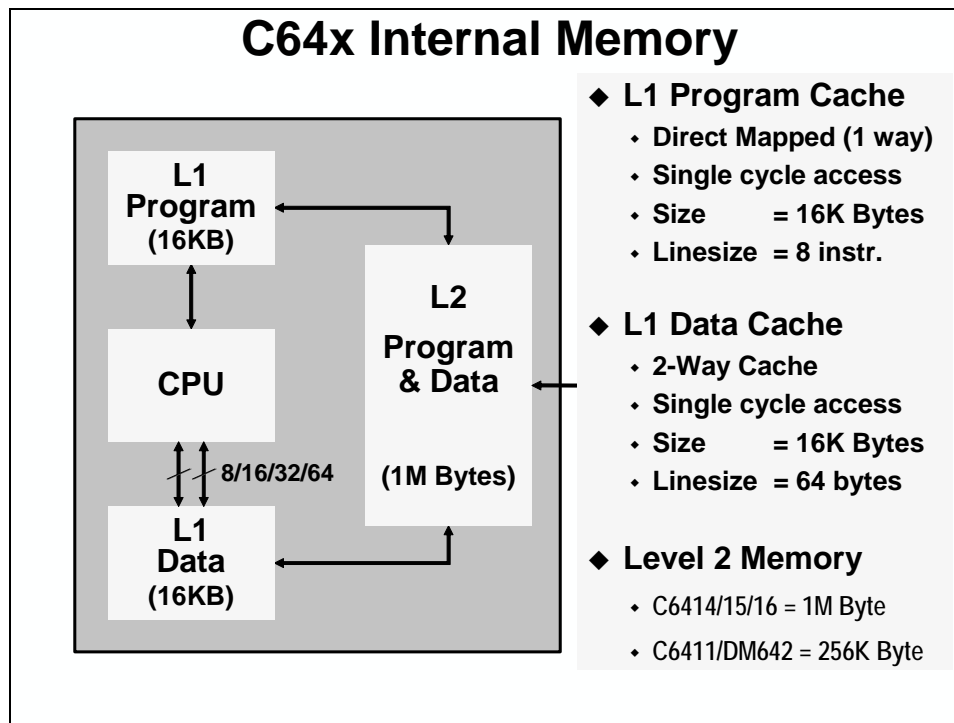 C64x Internal Memory
L1
Program
(16KB)
CPU
8/16/32/64
L1
Data
(16KB)
L2
Program
& Data
(1M Bytes)
◆ L1 Program Cache
◆ Direct Mapped (1 way)
◆ Single cycle access
◆ Size = 16K Bytes
◆ Linesize = 8 instr.
◆ L1 Data Cache
◆ 2-Way Cache
◆ Single cycle access
◆ Size = 16K Bytes
◆ Linesize = 64 bytes
◆ Level 2 Memory
◆ C6414/15/16 = 1M Byte
◆ C6411/DM642 = 256K Byte